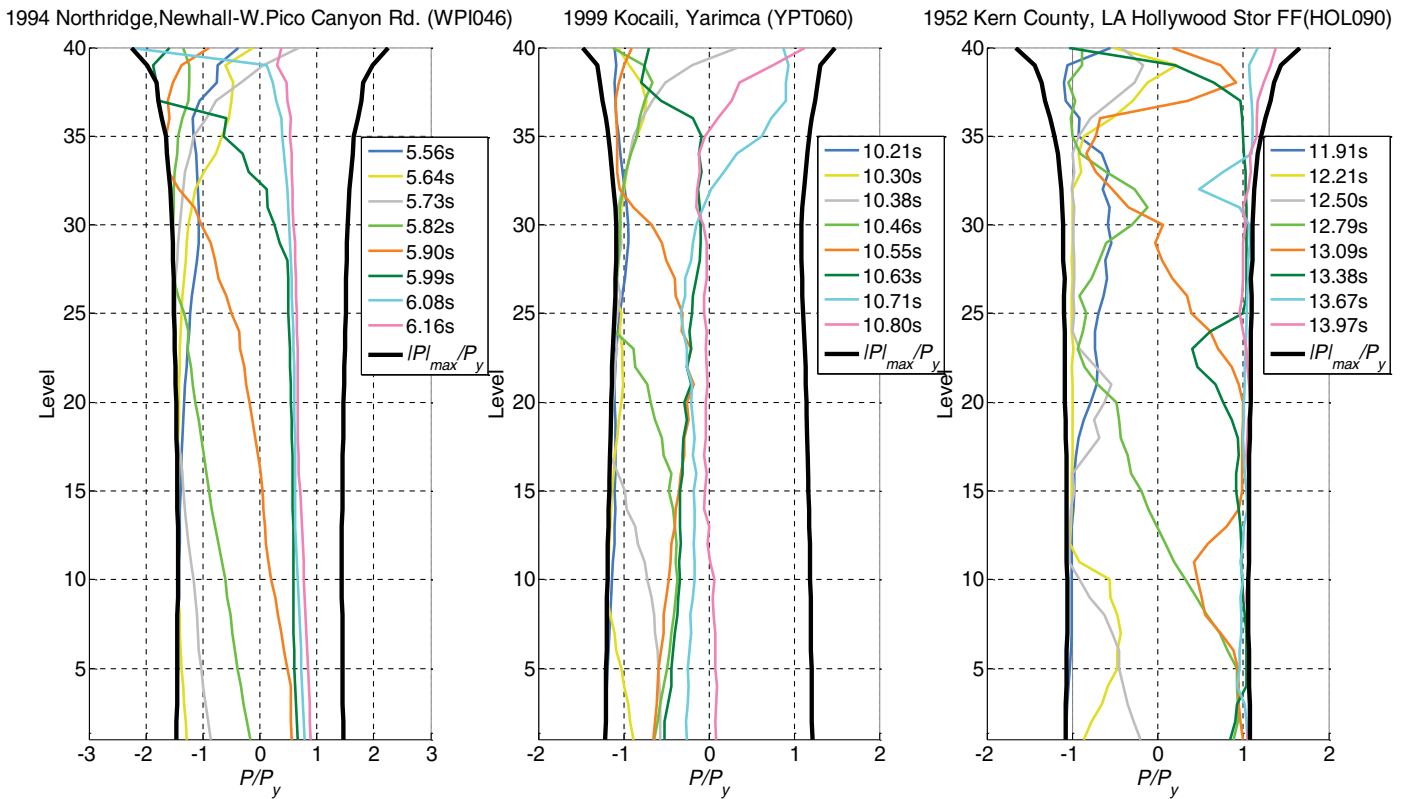 1994 Northridge,Newhall-W.Pico Canyon Rd. (WPI046)
40
35
30
25
20
15
10
5
Level
-3 -2 -1 0 1 2 3
P/Py
5.56s
5.64s
5.73s
5.82s
5.90s
5.99s
6.08s
6.16s
|P|max/Py
1999 Kocaili, Yarimca (YPT060)
40
35
30
25
20
15
10
5
Level
-2 -1 0 1 2
P/Py
10.21s
10.30s
10.38s
10.46s
10.55s
10.63s
10.71s
10.80s
|P|max/Py
1952 Kern County, LA Hollywood Stor FF(HOL090)
40
35
30
25
20
15
10
5
Level
-2 -1 0 1 2
P/Py
11.91s
12.21s
12.50s
12.79s
13.09s
13.38s
13.67s
13.97s
|P|max/Py